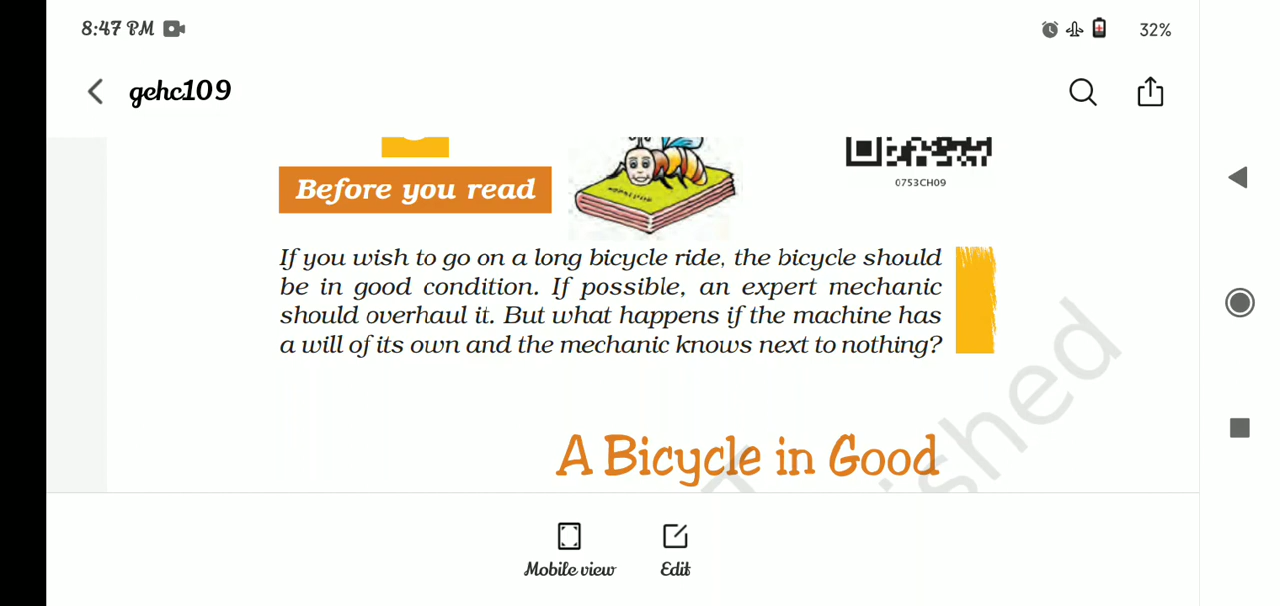 8:47 PM
32%
gehc109
0753CH09
Before you read
If you wish to go on a long bicycle ride, the bicycle should
be in good condition. If possible, an expert mechanic
should overhaul it. But what happens if the machine has
a will of its own and the mechanic knows next to nothing?
A Bicycle in Good
ished
Mobile view
Edit